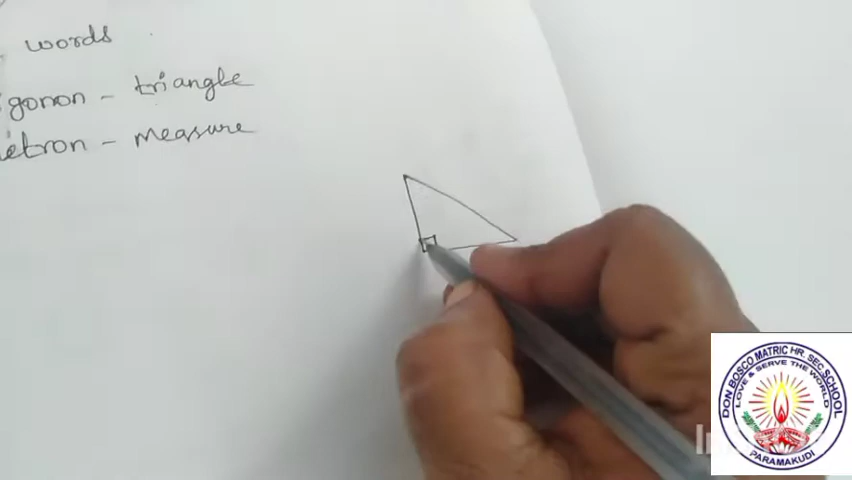 words
gonon - triangle
etron - measure
DON BOSCO MATRIC HR. SEC SCHOOL
LOVE & SERVE THE WORLD
PARAMAKUDI